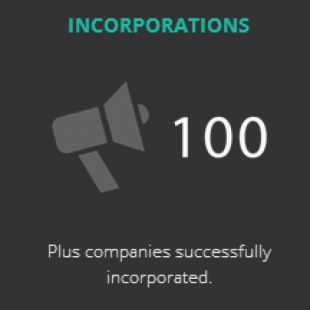 INCORPORATIONS
100
Plus companies successfully
incorporated.